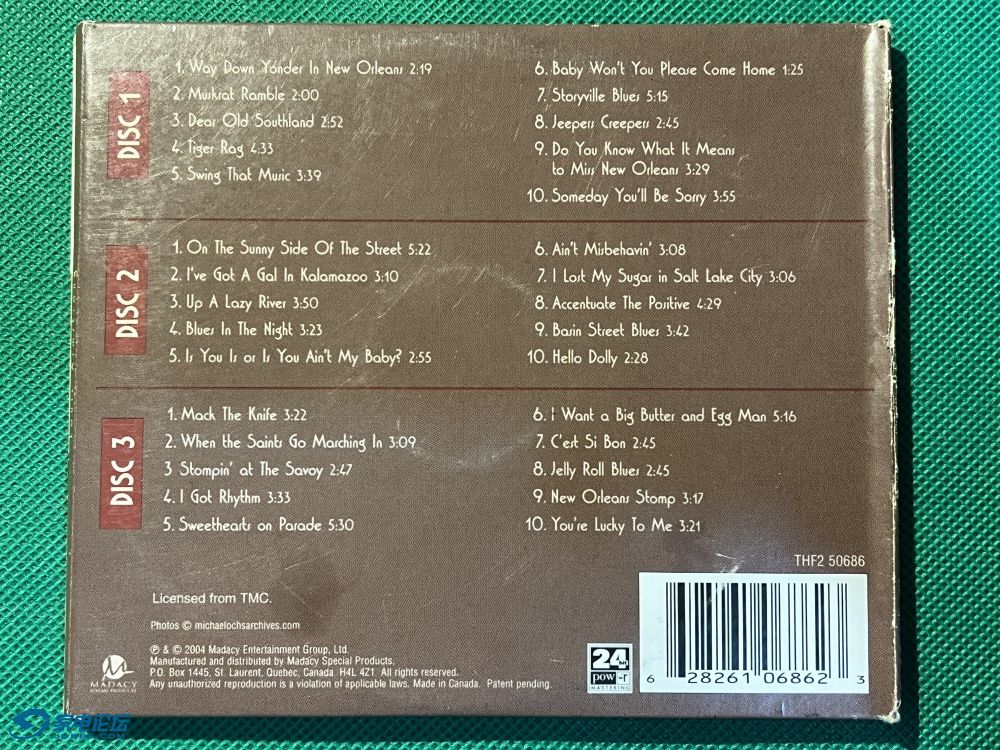 DISC 1
1. Way Down Yonder In New Orleans 2:19
2. Muskrat Ramble 2:00
3. Dear Old Southland 2:52
4. Tiger Rag 4:33
5. Swing That Music 3:39
6. Baby Won't You Please Come Home 1:25
7. Storyville Blues 5:15
8. Jeepers Creepers 2:45
9. Do You Know What It Means
to Miss New Orleans 3:29
10. Someday You'll Be Sorry 3:55
DISC 2
1. On The Sunny Side Of The Street 5:22
2. I've Got A Gal In Kalamazoo 3:10
3. Up A Lazy River 3:50
4. Blues In The Night 3:23
5. Is You Is or Is You Ain't My Baby? 2:55
6. Ain't Misbehavin' 3:08
7. I Lost My Sugar in Salt Lake City 3:06
8. Accentuate The Positive 4:29
9. Basin Street Blues 3:42
10. Hello Dolly 2:28
DISC 3
1. Mack The Knife 3:22
2. When the Saints Go Marching In 3:09
3 Stompin' at The Savoy 2:47
4. I Got Rhythm 3:33
5. Sweethearts on Parade 5:30
6. I Want a Big Butter and Egg Man 5:16
7. C'est Si Bon 2:45
8. Jelly Roll Blues 2:45
9. New Orleans Stomp 3:17
10. You're Lucky To Me 3:21
THF2 50686
Licensed from TMC.
Photos © michaelochsarchives.com
℗ & © 2004 Madacy Entertainment Group, Ltd.
Manufactured and distributed by Madacy Special Products,
P.O. Box 1445, St. Laurent, Quebec, Canada H4L 4Z1 All rights reserved.
Any unauthorized reproduction is a violation of applicable laws. Made in Canada. Patent pending.
MADACY
SPECIAL PRODUCTS
24 bit
pow-r
MASTERING
6 28261 06862 3
家电论坛